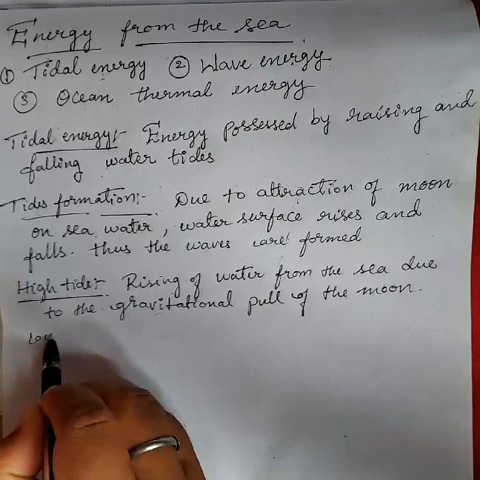 Energy from the sea
① Tidal energy ② Wave energy
③ Ocean thermal energy
Tidal energy:- Energy possessed by raising and
falling water tides
Tides formation:- Due to attraction of moon
on sea water, water surface rises and
falls. thus the waves are formed
High tide:- Rising of water from the sea due
to the gravitational pull of the moon.
Low